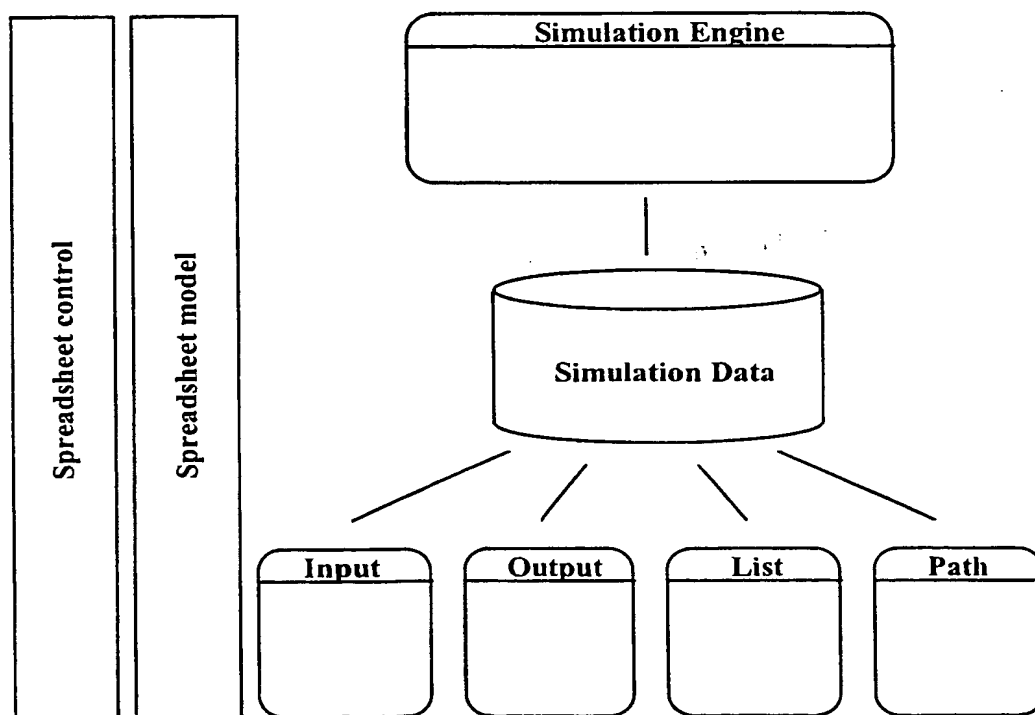 Spreadsheet control
Spreadsheet model
Simulation Engine
Simulation Data
Input
Output
List
Path